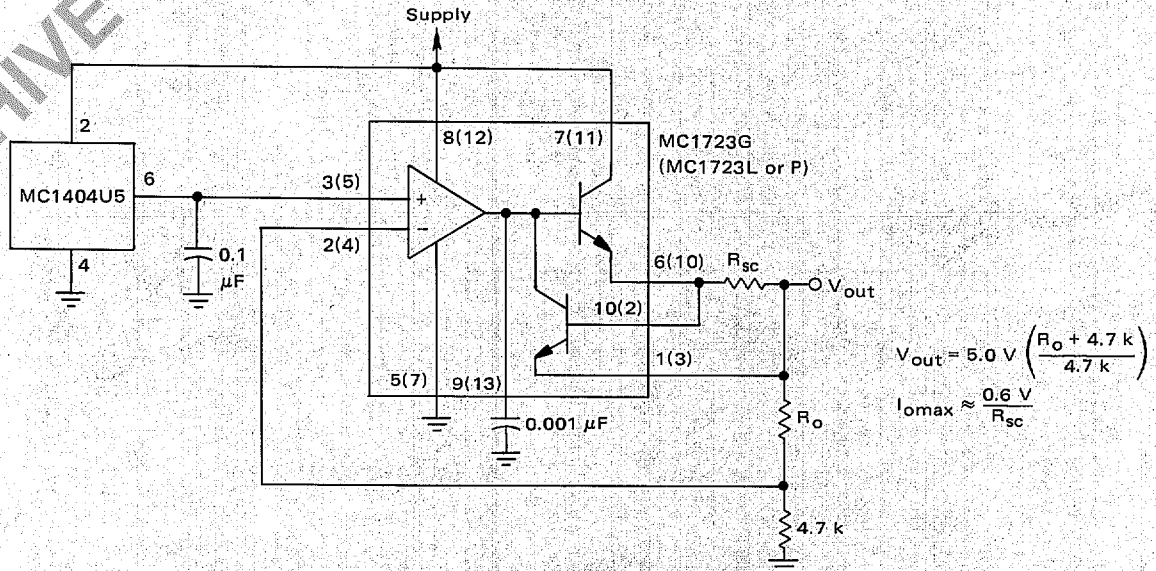 Supply
HIVE
2
8(12)
7(11)
MC1723G
(MC1723L or P)
MC1404U5
6
3(5)
+
−
2(4)
4
0.1
μF
6(10)
Rsc
Vout
10(2)
1(3)
5(7)
9(13)
0.001 μF
Ro
4.7 k
Vout = 5.0 V (Ro + 4.7 k / 4.7 k)
Iomax ≈ 0.6 V / Rsc